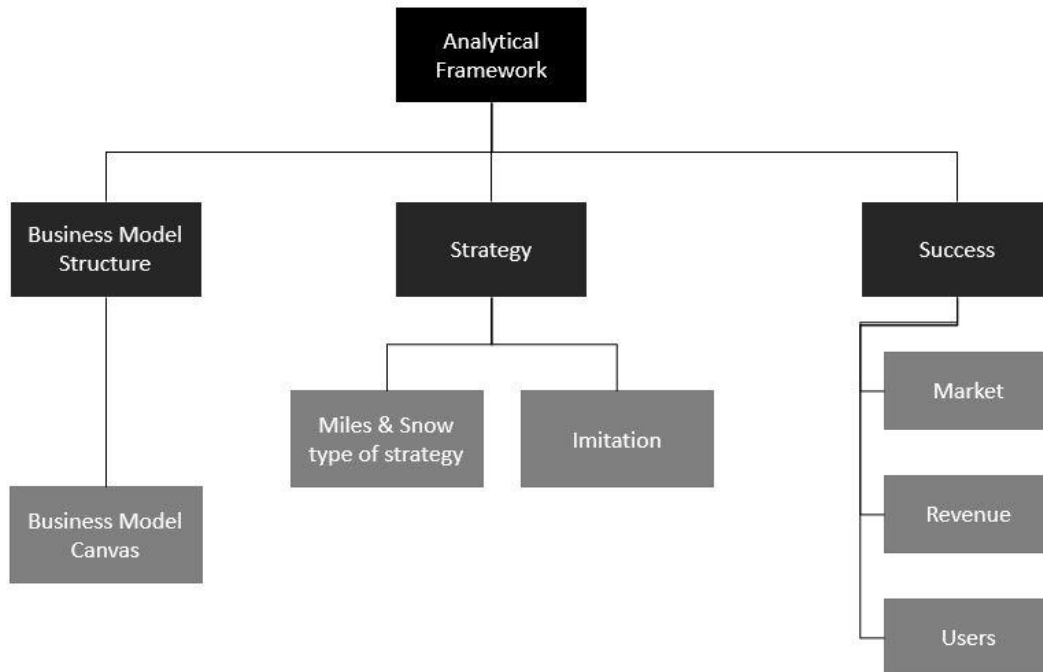 Analytical
Framework
Business Model
Structure
Strategy
Success
Miles & Snow
type of strategy
Imitation
Market
Business Model
Canvas
Revenue
Users